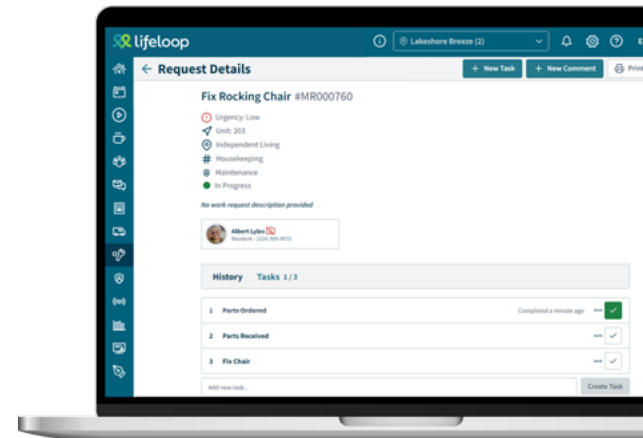 lifeloop
Lakeshore Breeze (2)
Request Details
+ New Task
+ New Comment
Print
Fix Rocking Chair #MR000760
Urgency: Low
Unit: 203
Independent Living
Housekeeping
Maintenance
In Progress
No work request description provided
Albert Lyles
Resident -
History Tasks 1/3
1 Parts Ordered Completed a minute ago
2 Parts Received
3 Fix Chair
Add new task..
Create Task